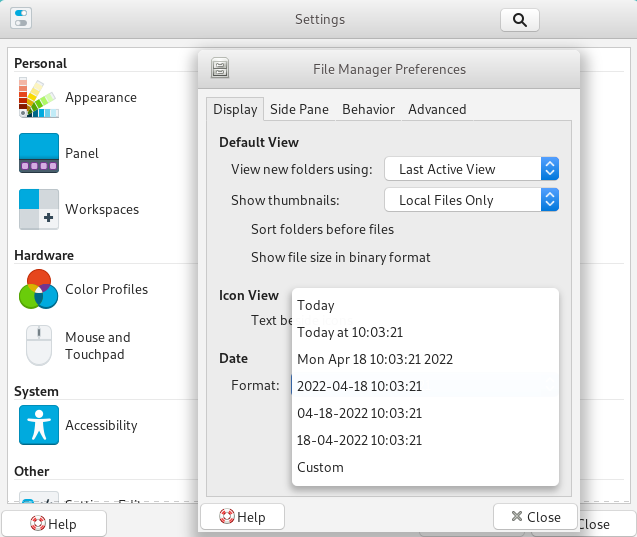 Settings
Personal
Appearance
Panel
Workspaces
Hardware
Color Profiles
Mouse and
Touchpad
System
Accessibility
Other
Help
Close
File Manager Preferences
Display Side Pane Behavior Advanced
Default View
View new folders using: Last Active View
Show thumbnails: Local Files Only
Sort folders before files
Show file size in binary format
Icon View
Text
Date
Format:
Today
Today at 10:03:21
Mon Apr 18 10:03:21 2022
2022-04-18 10:03:21
04-18-2022 10:03:21
18-04-2022 10:03:21
Custom
Help Close